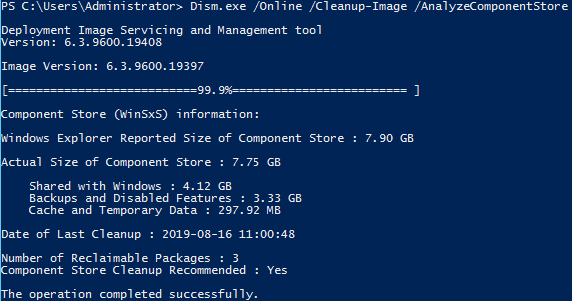 PS C:\Users\Administrator> Dism.exe /Online /Cleanup-Image /AnalyzeComponentStore
Deployment Image Servicing and Management tool
Version: 6.3.9600.19408
Image Version: 6.3.9600.19397
[===========================99.9%========================= ]
Component Store (WinSxS) information:
Windows Explorer Reported Size of Component Store : 7.90 GB
Actual Size of Component Store : 7.75 GB
Shared with Windows : 4.12 GB
Backups and Disabled Features : 3.33 GB
Cache and Temporary Data : 297.92 MB
Date of Last Cleanup : 2019-08-16 11:00:48
Number of Reclaimable Packages : 3
Component Store Cleanup Recommended : Yes
The operation completed successfully.